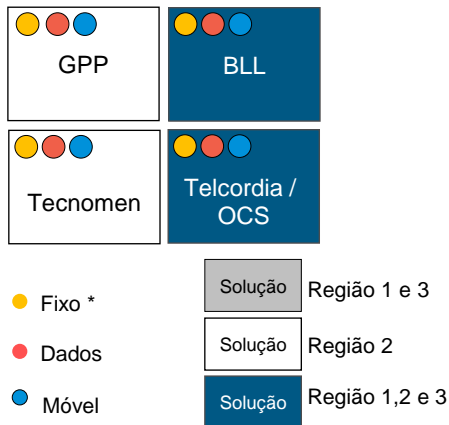 GPP
BLL
Tecnomen
Telcordia /
OCS
Fixo *
Dados
Móvel
Solução
Região 1 e 3
Solução
Região 2
Solução
Região 1,2 e 3